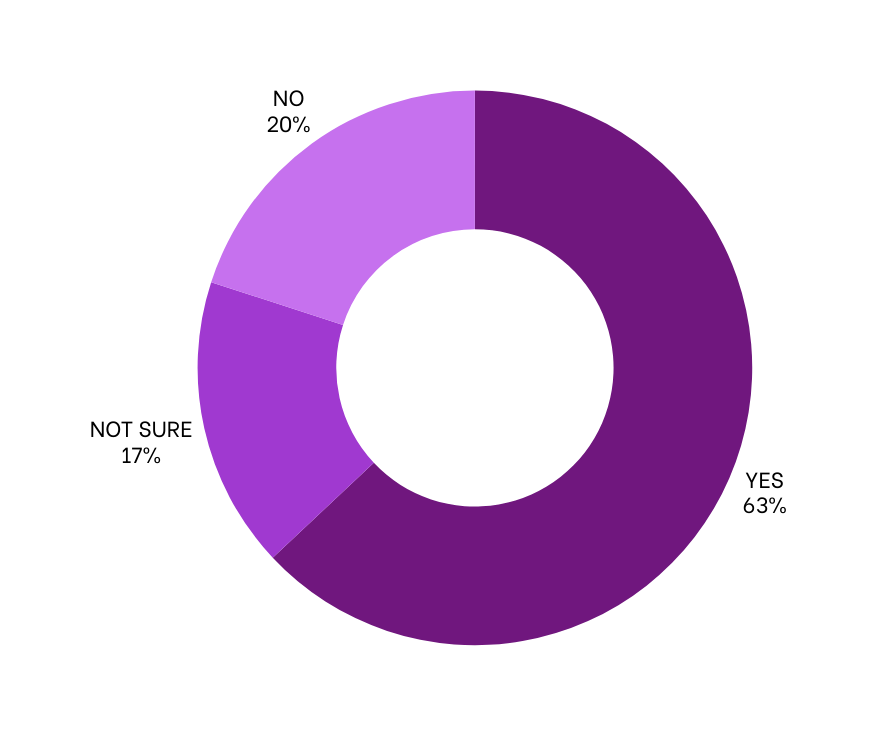 NO
20%
NOT SURE
17%
YES
63%